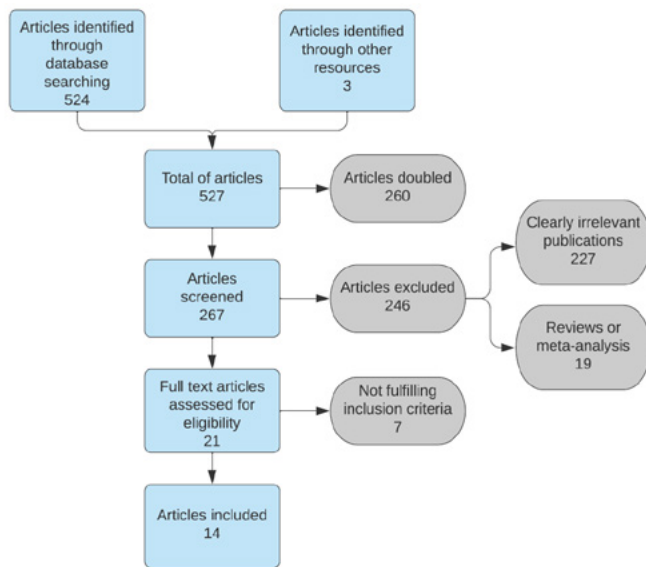 Articles identified
through
database
searching
524
Articles
identified through
other resources
3
Total of articles
527
Articles doubled
260
Clearly irrelevant
publications
227
Articles
screened
267
Articles excluded
246
Reviews or
meta-analysis
19
Full text articles
assessed for
eligibility
21
Not fulfilling
inclusion criteria
7
Articles included
14